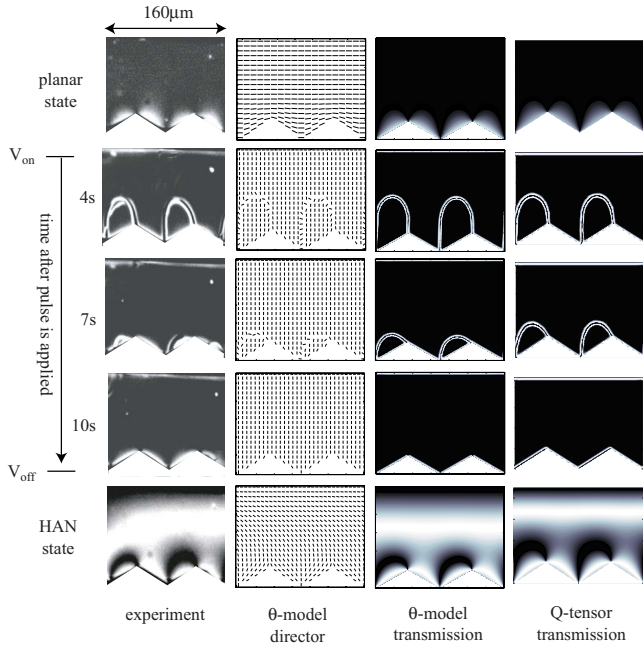 160μm
planar
state
V_on
4s
time after pulse is applied
7s
10s
V_off
HAN
state
experiment
θ-model
director
θ-model
transmission
Q-tensor
transmission